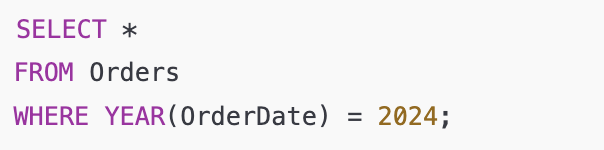 SELECT *
FROM Orders
WHERE YEAR(OrderDate) = 2024;